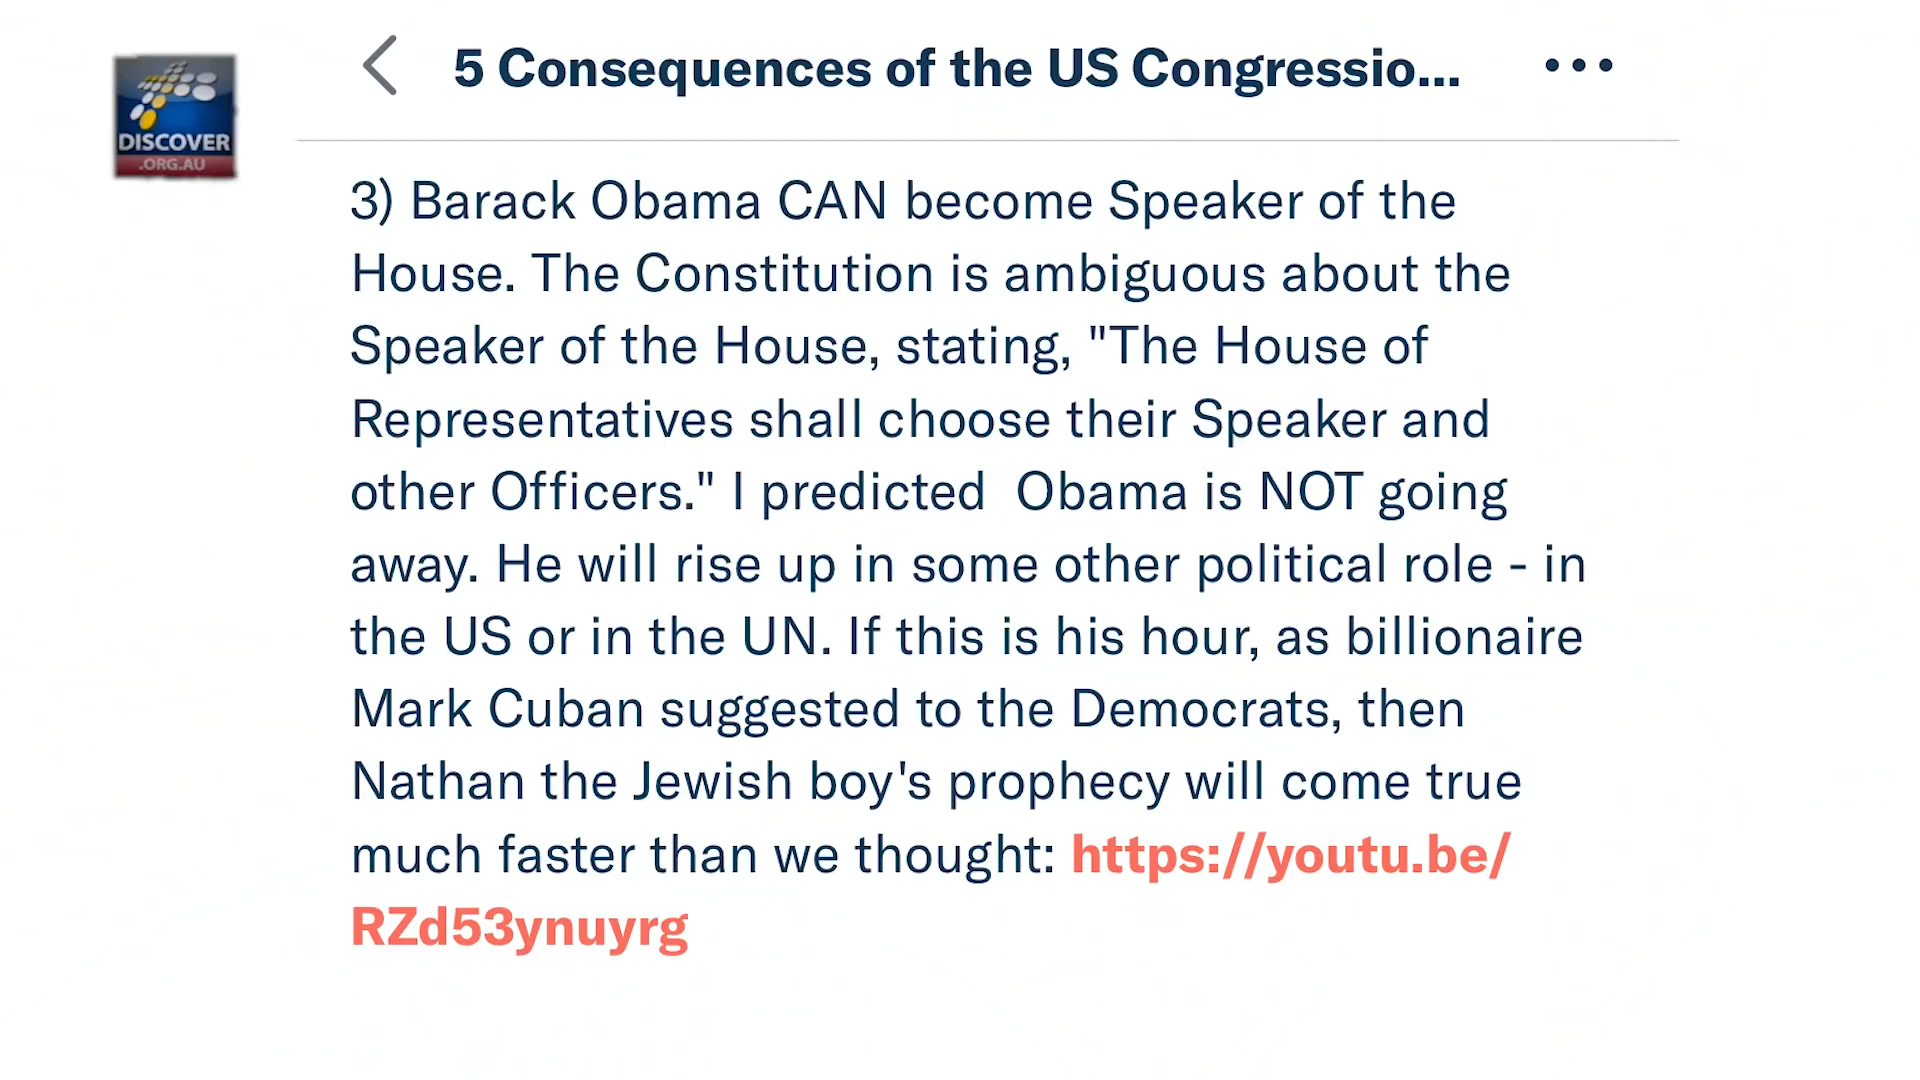 5 Consequences of the US Congressio...
DISCOVER
.ORG.AU
3) Barack Obama CAN become Speaker of the
House. The Constitution is ambiguous about the
Speaker of the House, stating, "The House of
Representatives shall choose their Speaker and
other Officers." I predicted  Obama is NOT going
away. He will rise up in some other political role - in
the US or in the UN. If this is his hour, as billionaire
Mark Cuban suggested to the Democrats, then
Nathan the Jewish boy's prophecy will come true
much faster than we thought: https://youtu.be/
RZd53ynuyrg